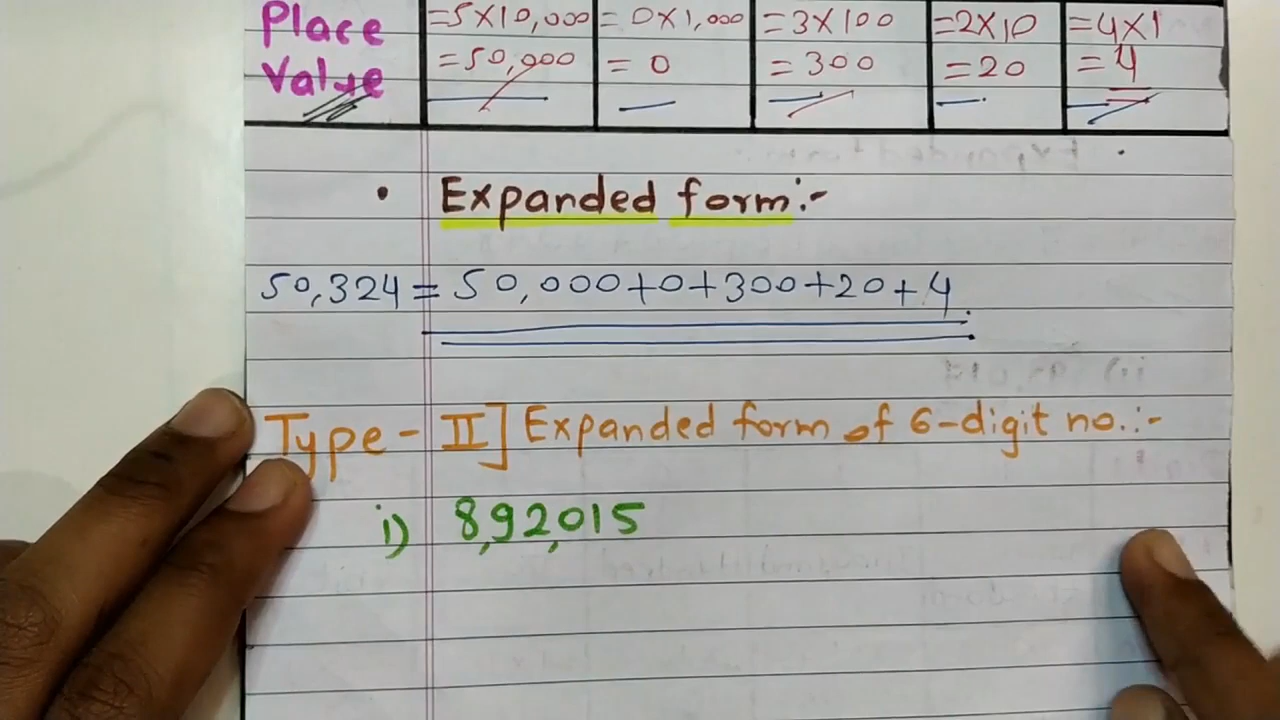 Place =5×10,000 =0×1,000 =3×100 =2×10 =4×1
Value =50,000 =0 =300 =20 =4
• Expanded form:-
50,324 = 50,000+0+300+20+4.
Type - II] Expanded form of 6-digit no.:-
i) 8,92,015